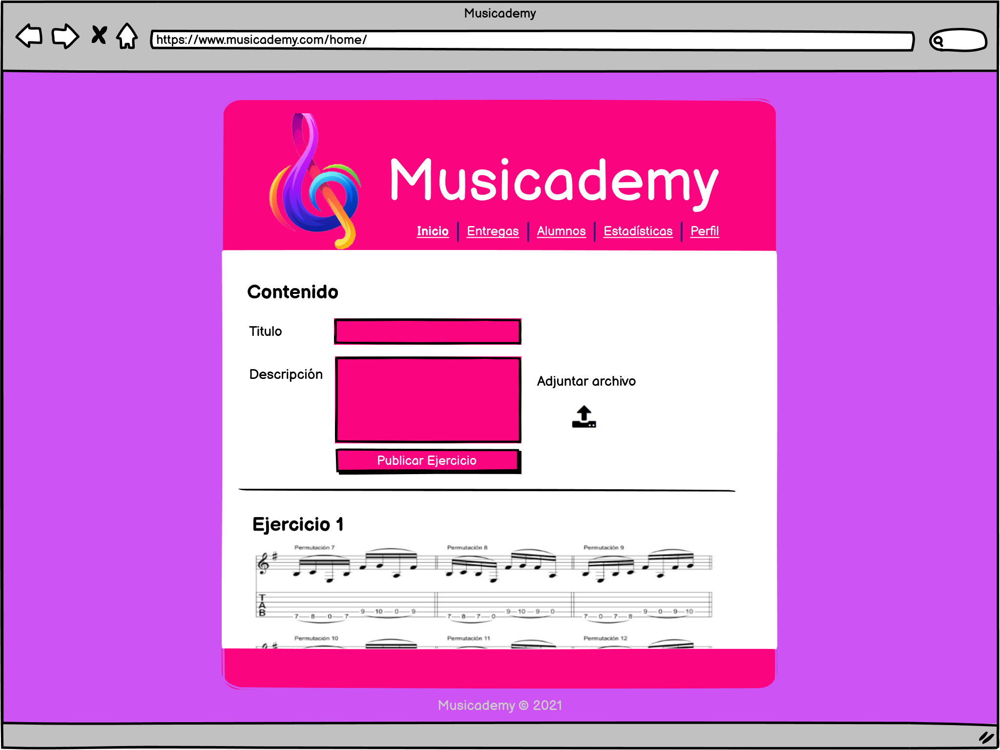 Musicademy
https://www.musicademy.com/home/
Musicademy
Inicio Entregas Alumnos Estadísticas Perfil
Contenido
Titulo
Descripción
Adjuntar archivo
Publicar Ejercicio
Ejercicio 1
Permutación 7 Permutación 8 Permutación 9
T
A
B
9 10 0 9 9 10 9 0 9 0 9 10
7 8 0 7 7 8 7 0 7 0 7 8
Permutación 10 Permutación 11 Permutación 12
Musicademy © 2021